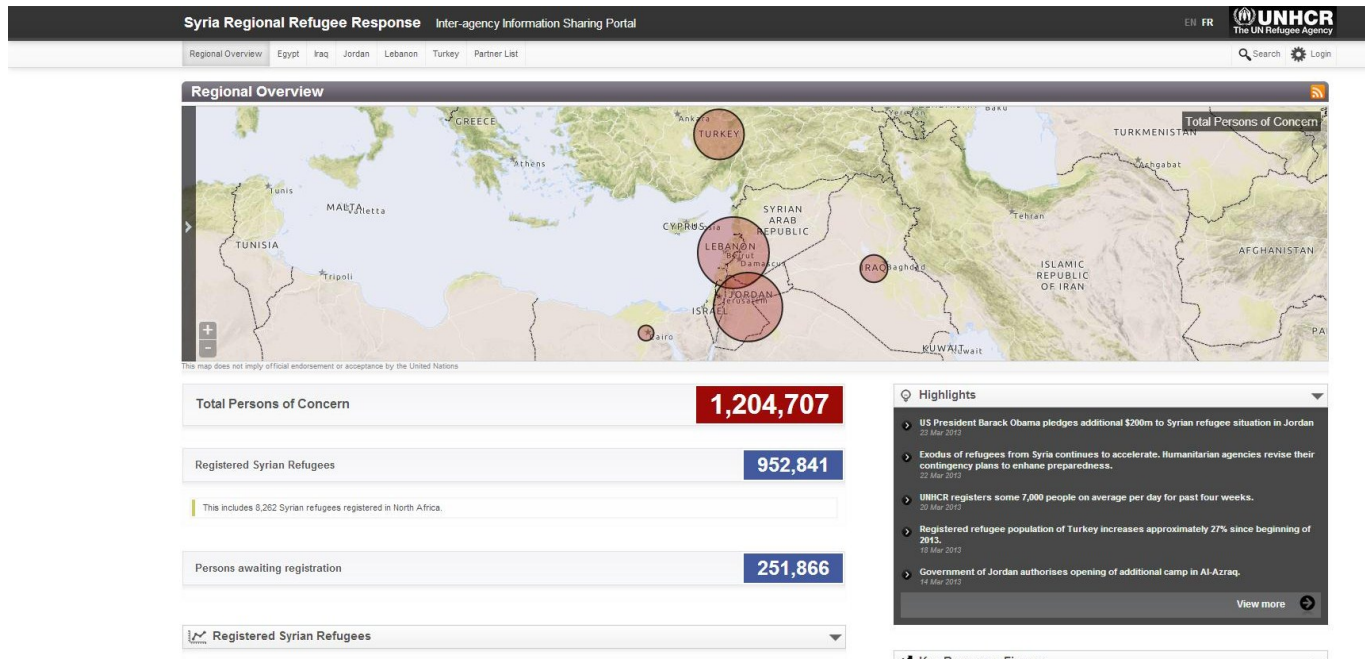 Syria Regional Refugee Response Inter-agency Information Sharing Portal
EN FR
UNHCR
The UN Refugee Agency
Regional Overview Egypt Iraq Jordan Lebanon Turkey Partner List
Search Login
Regional Overview
Total Persons of Concern
GREECE
Ankara
TURKEY
Baku
TURKMENISTAN
Athens
Achgabat
Tunis
MALTA
Valletta
SYRIAN
ARAB
REPUBLIC
CYPRUS
Tehran
TUNISIA
LEBANON
Beirut
Damascus
IRAQ
Baghdad
ISLAMIC
REPUBLIC
OF IRAN
AFGHANISTAN
Tripoli
JORDAN
Jerusalem
ISRAEL
+
-
Cairo
KUWAIT
Kuwait
PA
This map does not imply official endorsement or acceptance by the United Nations
Total Persons of Concern 1,204,707
Registered Syrian Refugees 952,841
This includes 8,262 Syrian refugees registered in North Africa.
Persons awaiting registration 251,866
Registered Syrian Refugees
Highlights
US President Barack Obama pledges additional $200m to Syrian refugee situation in Jordan
23 Mar 2013
Exodus of refugees from Syria continues to accelerate. Humanitarian agencies revise their
contingency plans to enhane preparedness.
22 Mar 2013
UNHCR registers some 7,000 people on average per day for past four weeks.
20 Mar 2013
Registered refugee population of Turkey increases approximately 27% since beginning of
2013.
18 Mar 2013
Government of Jordan authorises opening of additional camp in Al-Azraq.
14 Mar 2013
View more